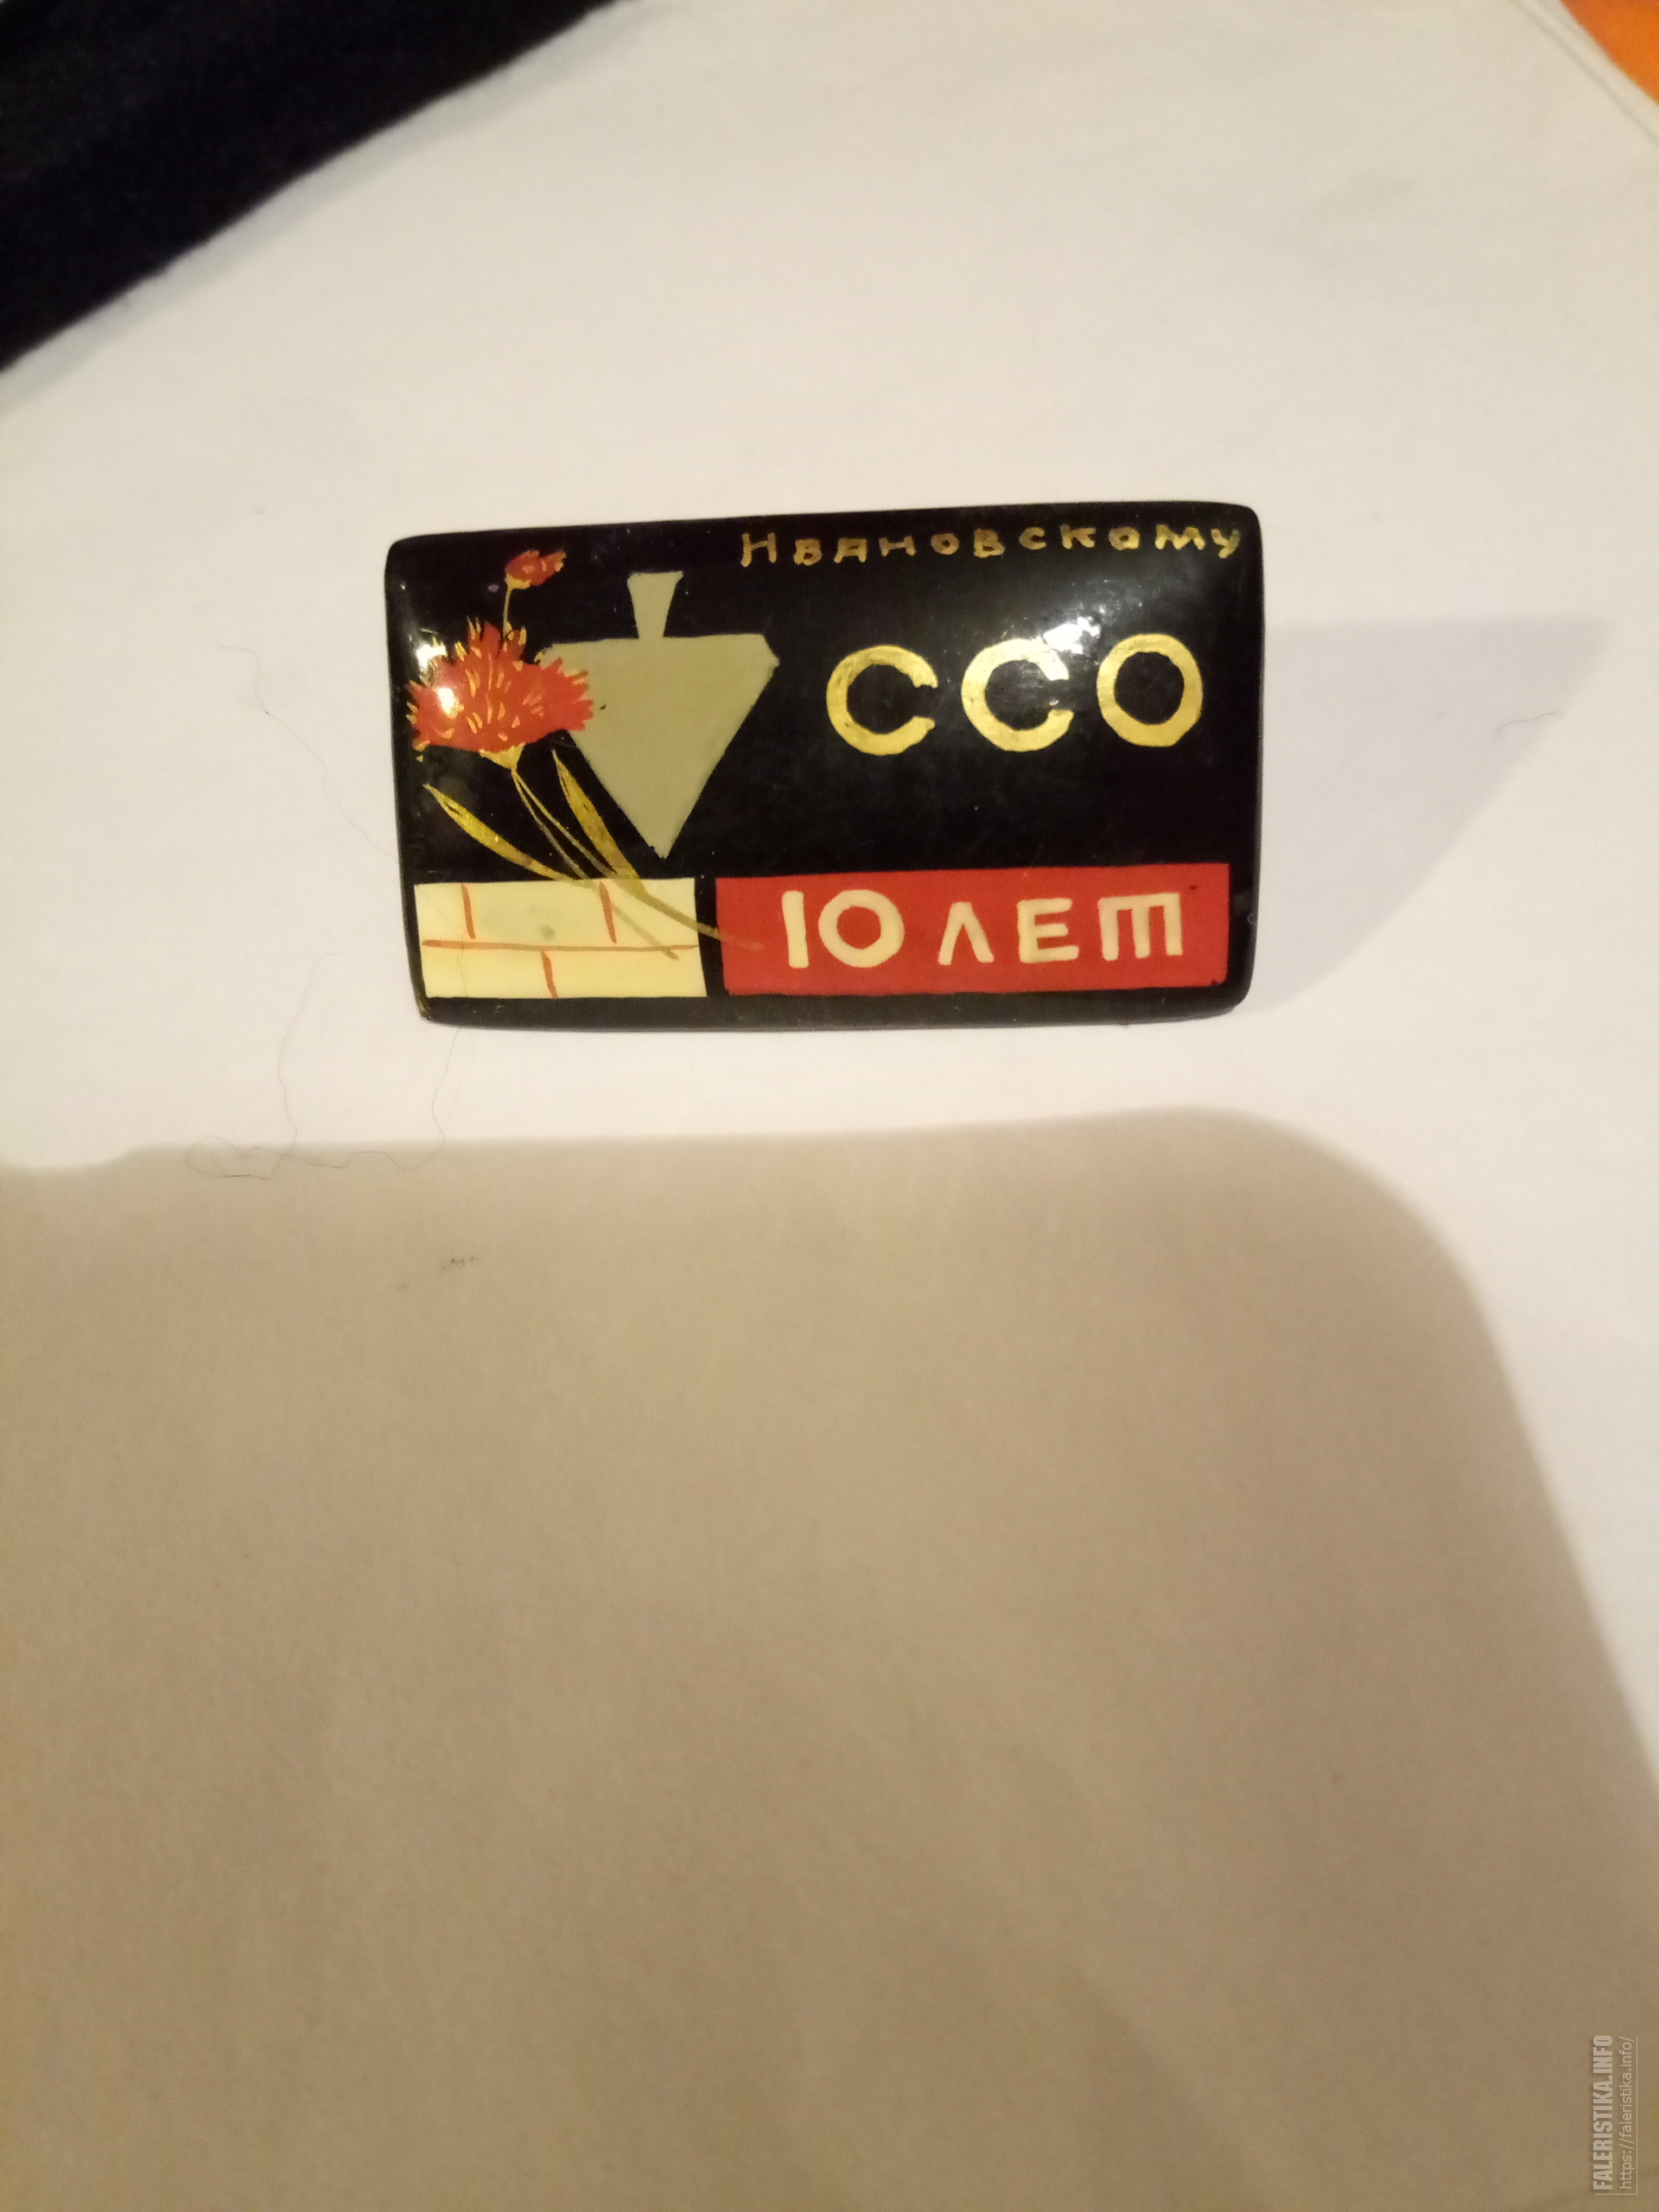 Ивановскому
ССО
10 лет
FALERISTIKA.INFO
https://faleristika.info/